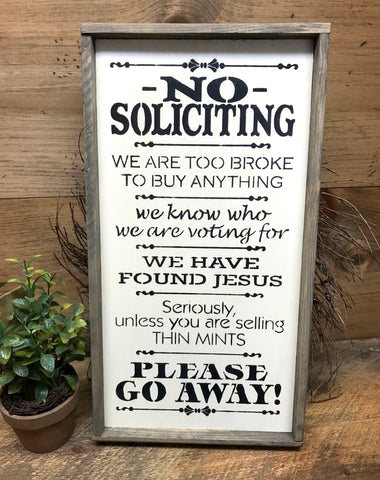 -NO-
SOLICITING
WE ARE TOO BROKE
TO BUY ANYTHING
we know who
we are voting for
WE HAVE
FOUND JESUS
Seriously,
unless you are selling
THIN MINTS
PLEASE
GO AWAY!